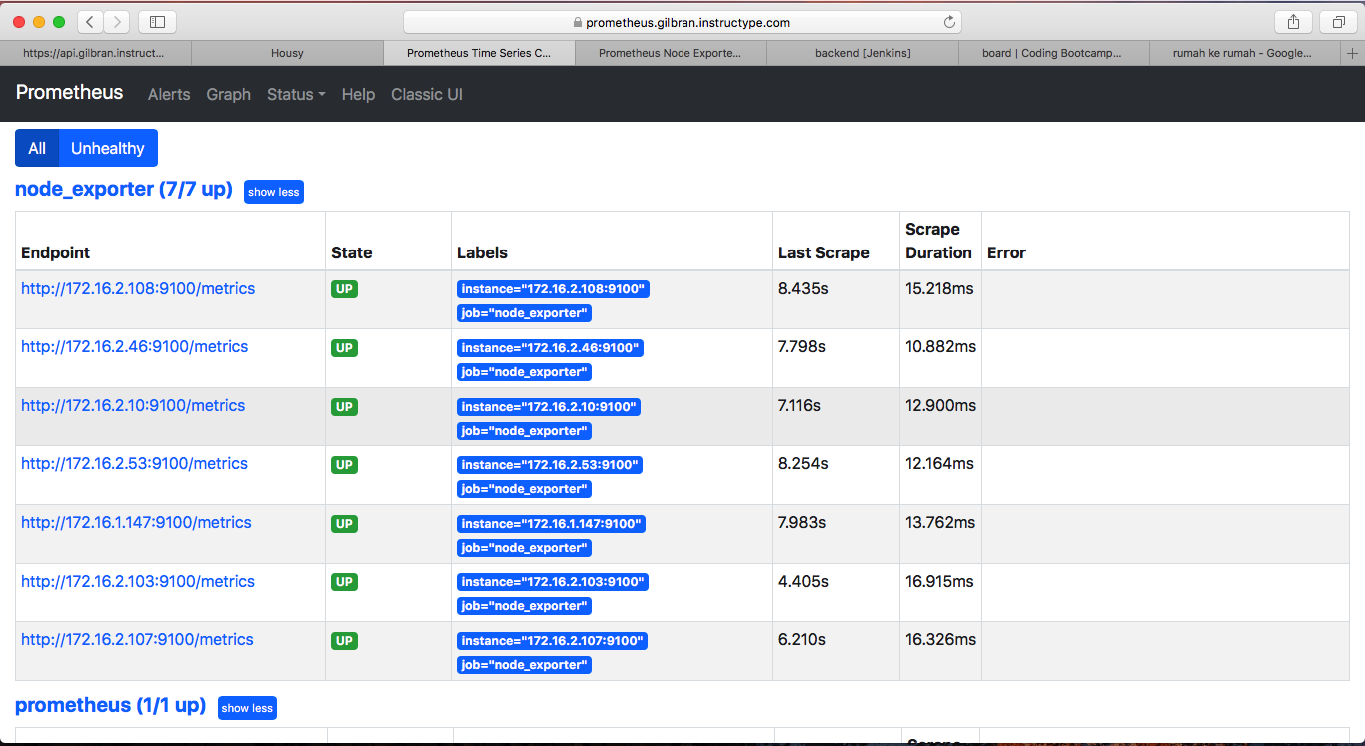 prometheus.gilbran.instructype.com
https://api.gilbran.instruct...
Housy
Prometheus Time Series C...
Prometheus Noce Exporte...
backend [Jenkins]
board | Coding Bootcamp...
rumah ke rumah - Google...
Prometheus Alerts Graph Status Help Classic UI
All Unhealthy
node_exporter (7/7 up) show less
Endpoint State Labels Last Scrape Scrape Duration Error
http://172.16.2.108:9100/metrics UP instance="172.16.2.108:9100" 8.435s 15.218ms
job="node_exporter"
http://172.16.2.46:9100/metrics UP instance="172.16.2.46:9100" 7.798s 10.882ms
job="node_exporter"
http://172.16.2.10:9100/metrics UP instance="172.16.2.10:9100" 7.116s 12.900ms
job="node_exporter"
http://172.16.2.53:9100/metrics UP instance="172.16.2.53:9100" 8.254s 12.164ms
job="node_exporter"
http://172.16.1.147:9100/metrics UP instance="172.16.1.147:9100" 7.983s 13.762ms
job="node_exporter"
http://172.16.2.103:9100/metrics UP instance="172.16.2.103:9100" 4.405s 16.915ms
job="node_exporter"
http://172.16.2.107:9100/metrics UP instance="172.16.2.107:9100" 6.210s 16.326ms
job="node_exporter"
prometheus (1/1 up) show less
Scrape